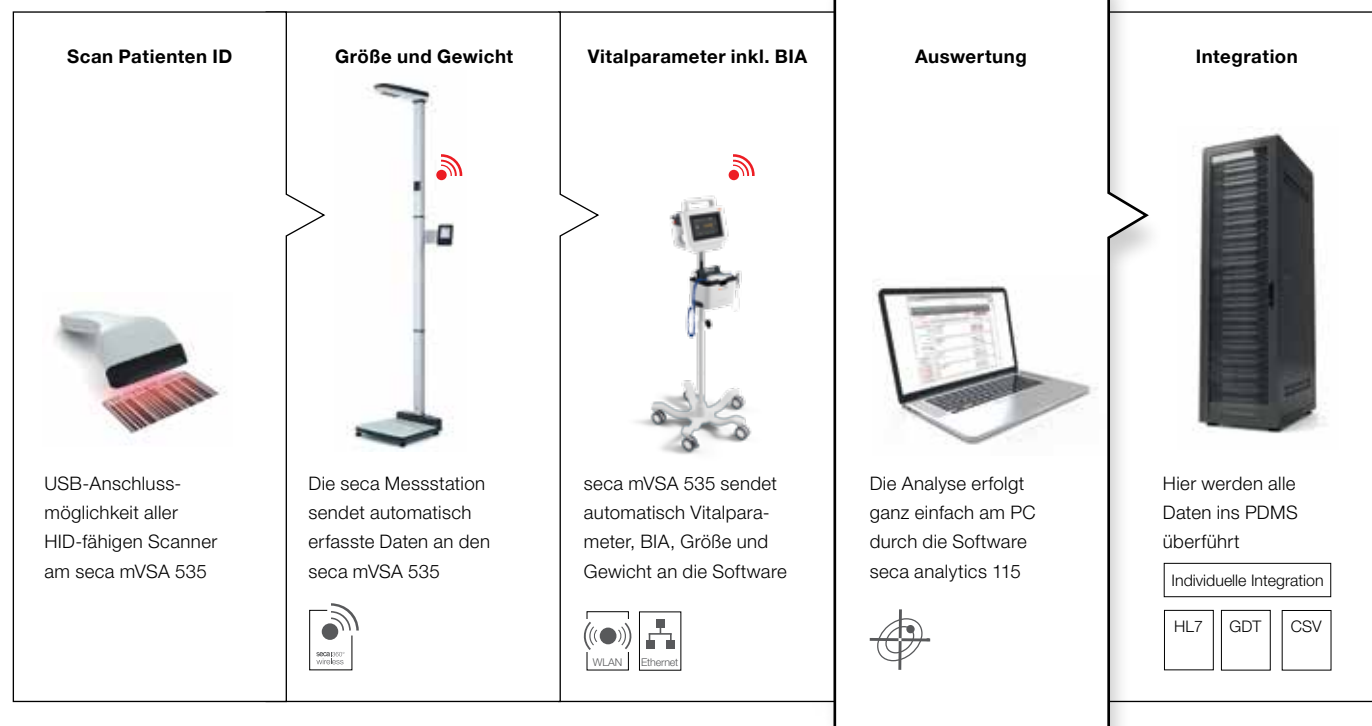 Scan Patienten ID
USB-Anschluss-
möglichkeit aller
HID-fähigen Scanner
am seca mVSA 535
Größe und Gewicht
Die seca Messstation
sendet automatisch
erfasste Daten an den
seca mVSA 535
seca 360°
wireless
Vitalparameter inkl. BIA
seca mVSA 535 sendet
automatisch Vitalpara-
meter, BIA, Größe und
Gewicht an die Software
WLAN
Ethernet
Auswertung
Die Analyse erfolgt
ganz einfach am PC
durch die Software
seca analytics 115
Integration
Hier werden alle
Daten ins PDMS
überführt
Individuelle Integration
HL7
GDT
CSV